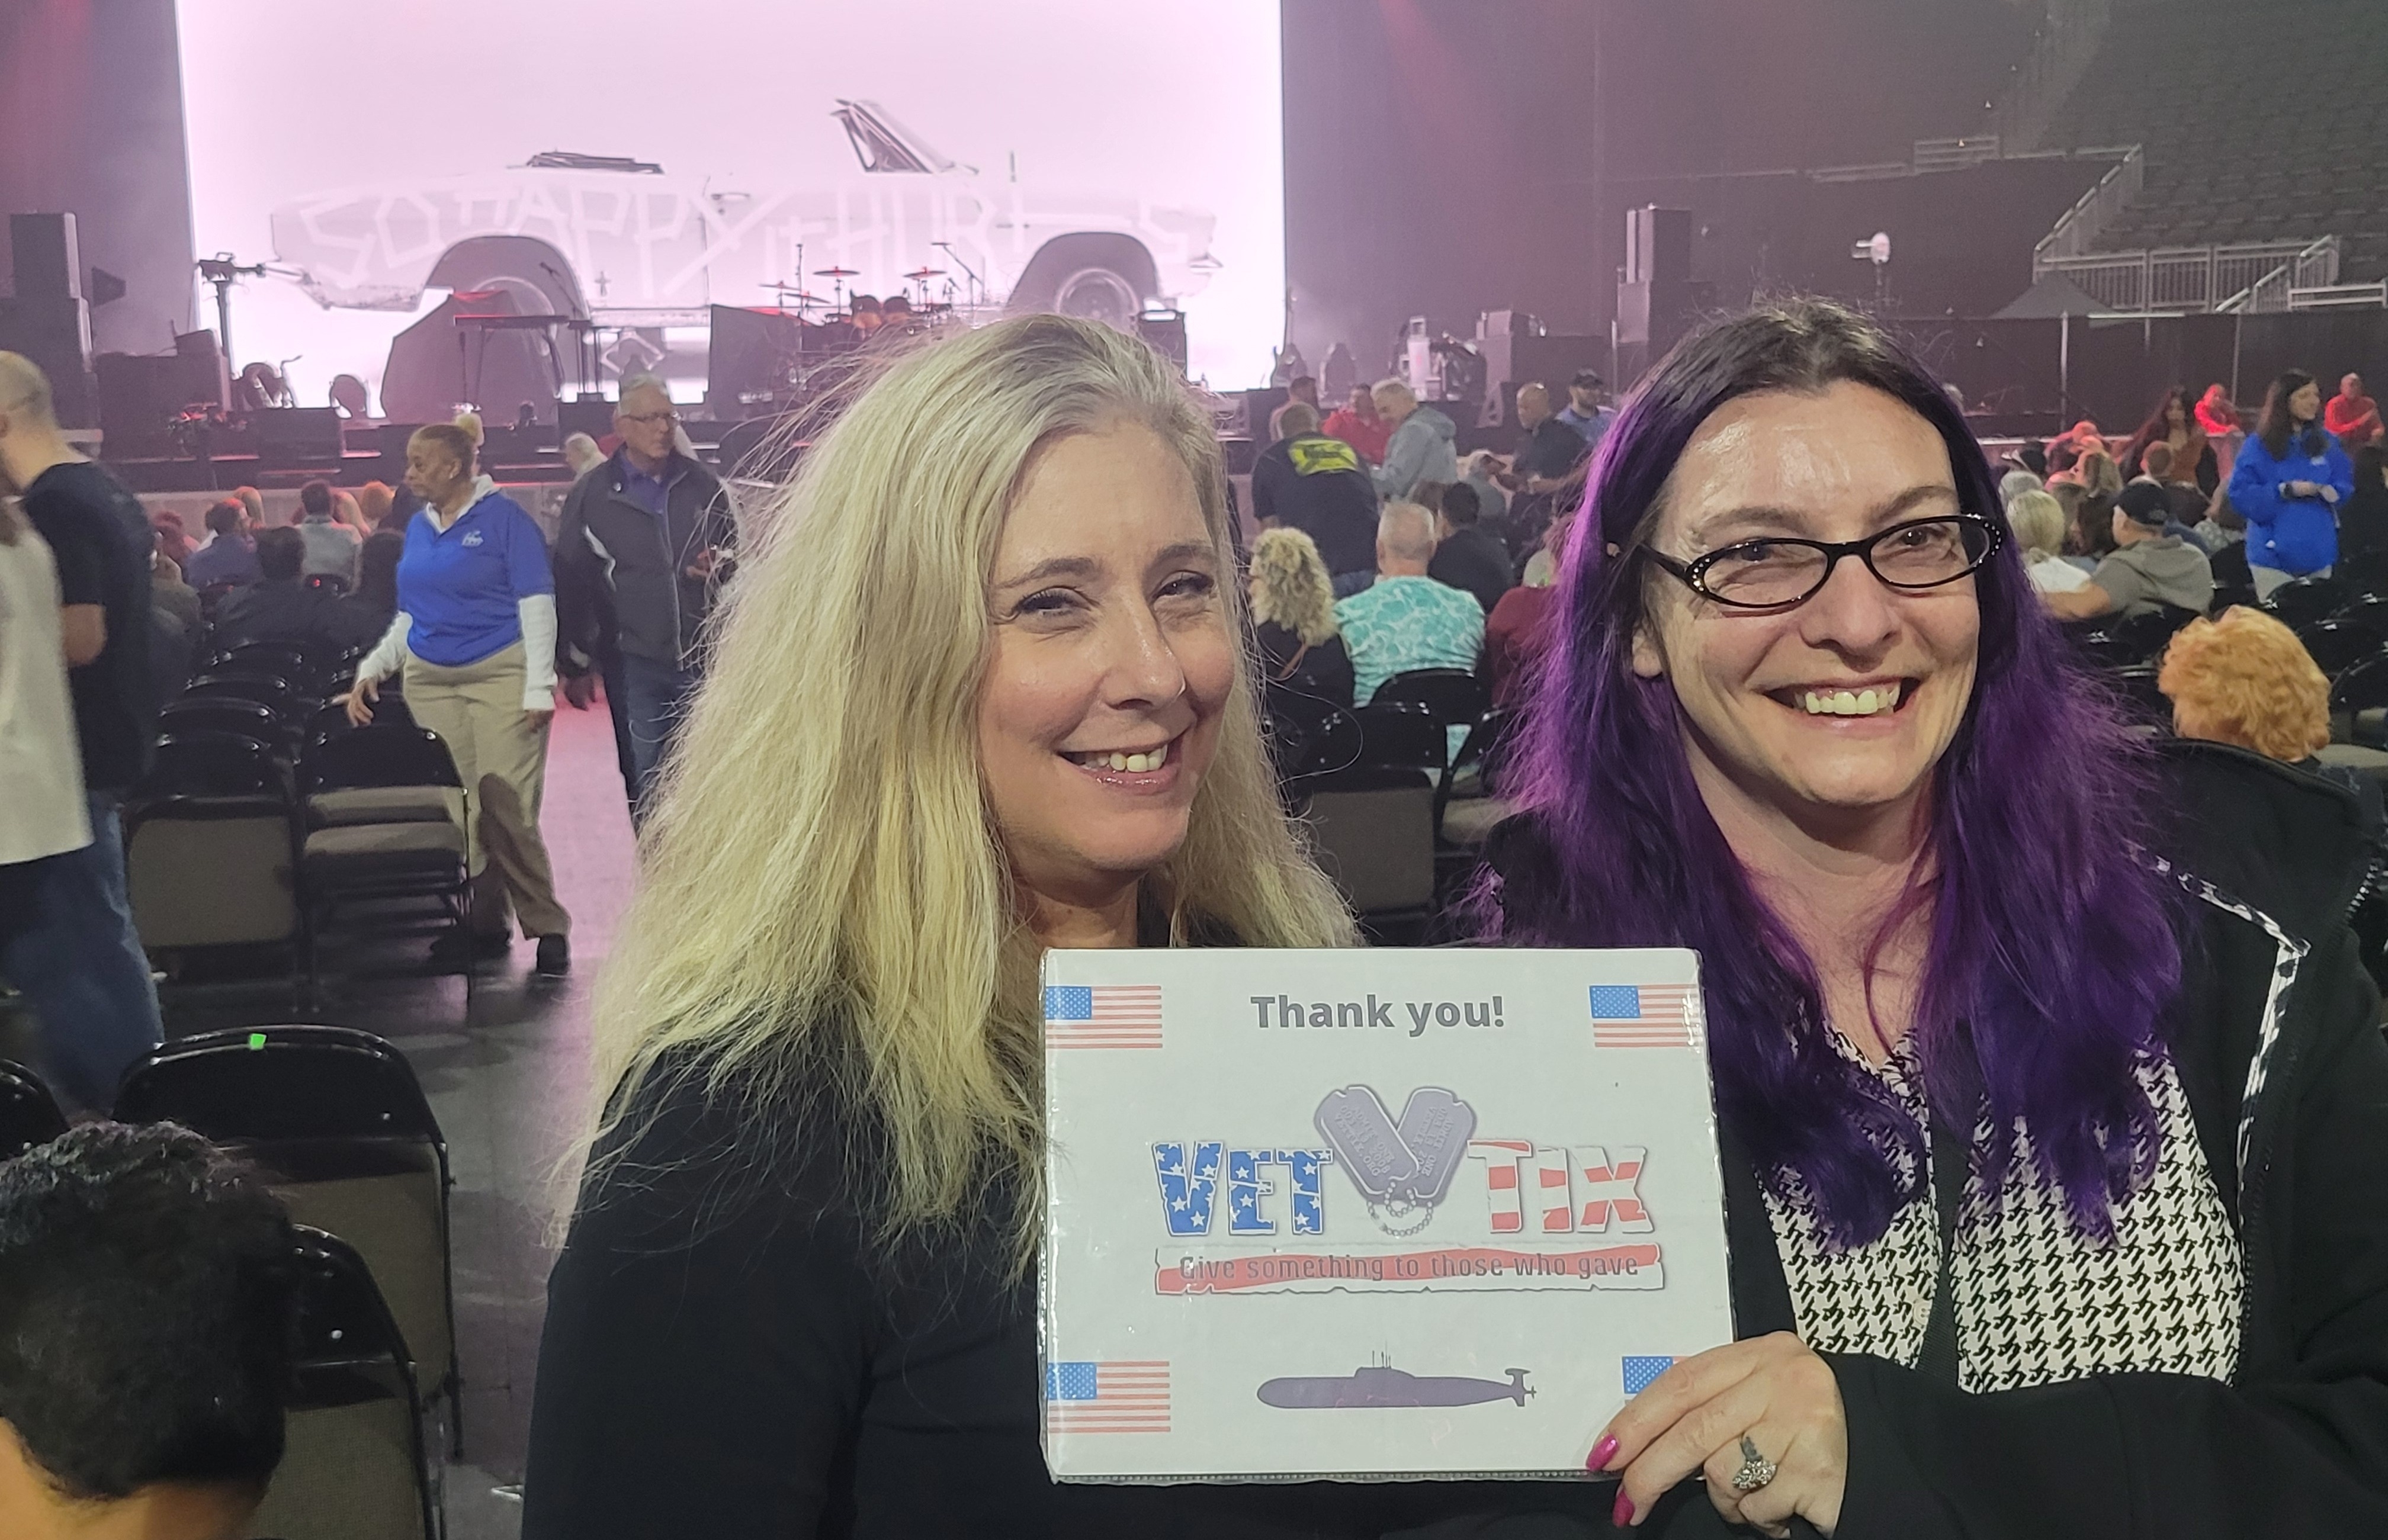 SO HAPPY it HURTS
Thank you!
VET TIX
Give something to those who gave